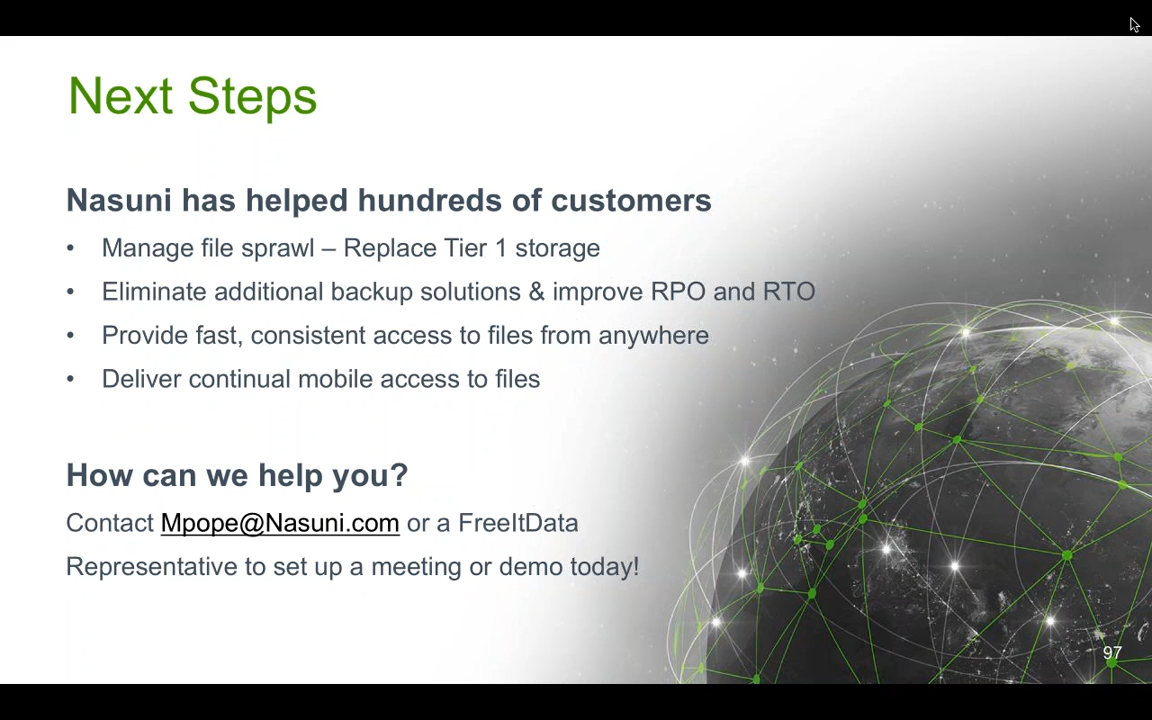 Next Steps
Nasuni has helped hundreds of customers
• Manage file sprawl – Replace Tier 1 storage
• Eliminate additional backup solutions & improve RPO and RTO
• Provide fast, consistent access to files from anywhere
• Deliver continual mobile access to files
How can we help you?
Contact Mpope@Nasuni.com or a FreeItData
Representative to set up a meeting or demo today!
97